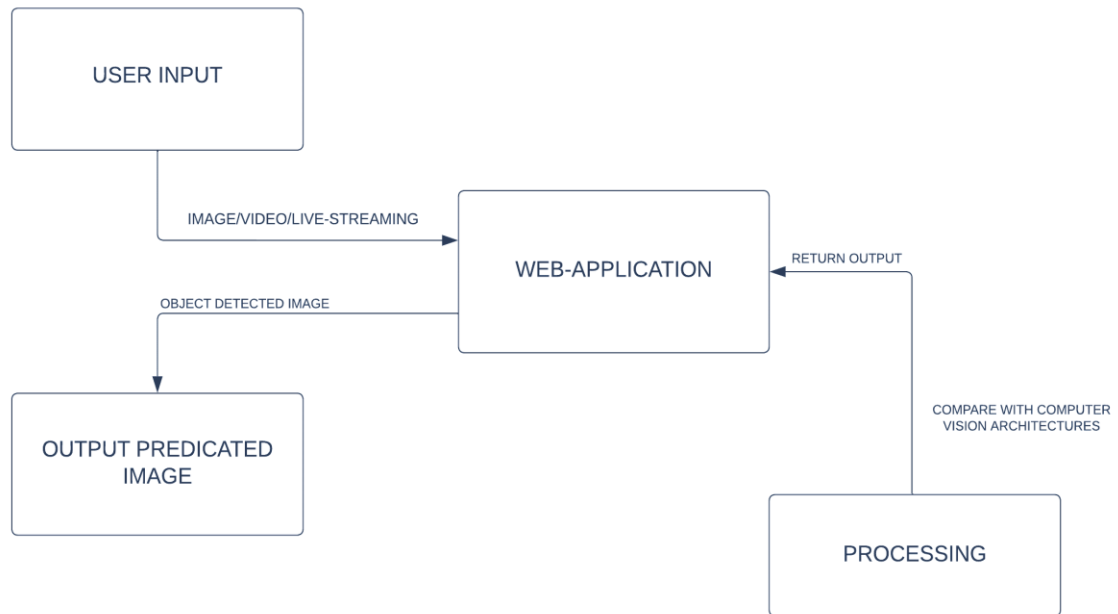 USER INPUT
IMAGE/VIDEO/LIVE-STREAMING
WEB-APPLICATION
RETURN OUTPUT
OBJECT DETECTED IMAGE
OUTPUT PREDICATED
IMAGE
COMPARE WITH COMPUTER
VISION ARCHITECTURES
PROCESSING